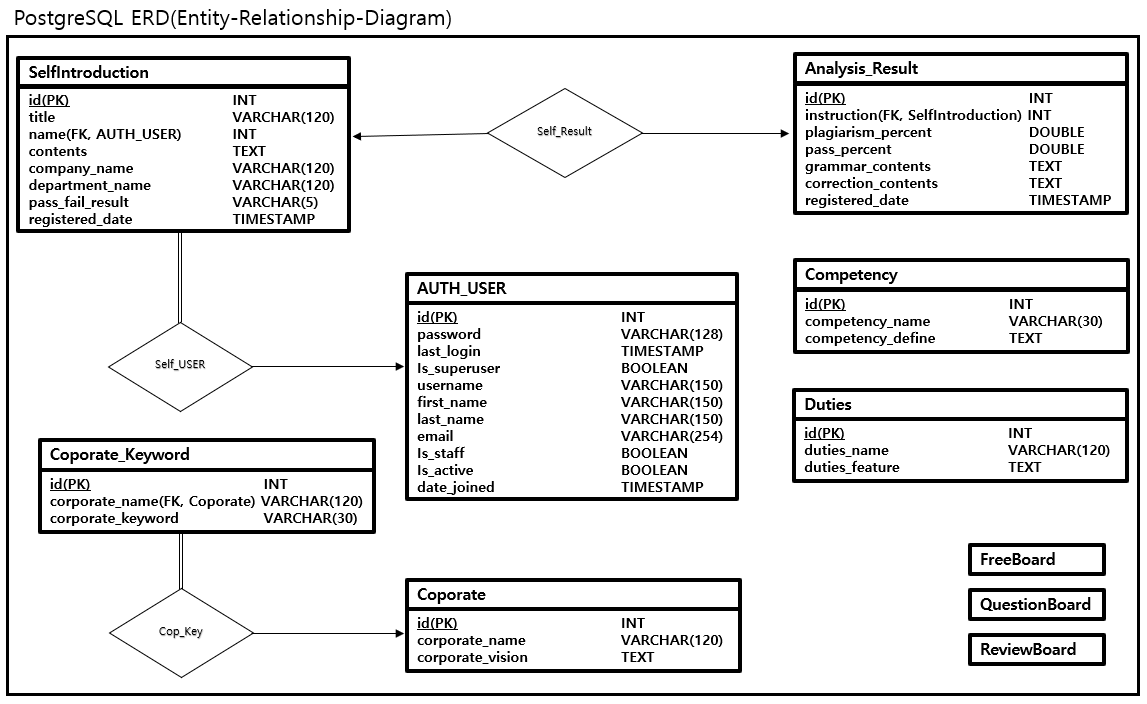 PostgreSQL ERD(Entity-Relationship-Diagram)
SelfIntroduction
id(PK) INT
title VARCHAR(120)
name(FK, AUTH_USER) INT
contents TEXT
company_name VARCHAR(120)
department_name VARCHAR(120)
pass_fail_result VARCHAR(5)
registered_date TIMESTAMP
Self_Result
Analysis_Result
id(PK) INT
instruction(FK, SelfIntroduction) INT
plagiarism_percent DOUBLE
pass_percent DOUBLE
grammar_contents TEXT
correction_contents TEXT
registered_date TIMESTAMP
Self_USER
AUTH_USER
id(PK) INT
password VARCHAR(128)
last_login TIMESTAMP
Is_superuser BOOLEAN
username VARCHAR(150)
first_name VARCHAR(150)
last_name VARCHAR(150)
email VARCHAR(254)
Is_staff BOOLEAN
Is_active BOOLEAN
date_joined TIMESTAMP
Competency
id(PK) INT
competency_name VARCHAR(30)
competency_define TEXT
Duties
id(PK) INT
duties_name VARCHAR(120)
duties_feature TEXT
Coporate_Keyword
id(PK) INT
corporate_name(FK, Coporate) VARCHAR(120)
corporate_keyword VARCHAR(30)
Cop_Key
Coporate
id(PK) INT
corporate_name VARCHAR(120)
corporate_vision TEXT
FreeBoard
QuestionBoard
ReviewBoard